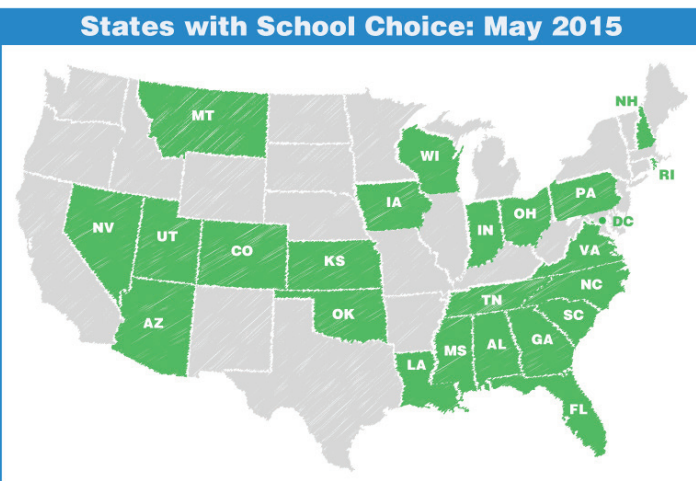 States with School Choice: May 2015
MT
NH
WI
RI
IA
PA
OH
IN
DC
NV
UT
CO
KS
VA
NC
TN
SC
AZ
OK
MS
AL
GA
LA
FL